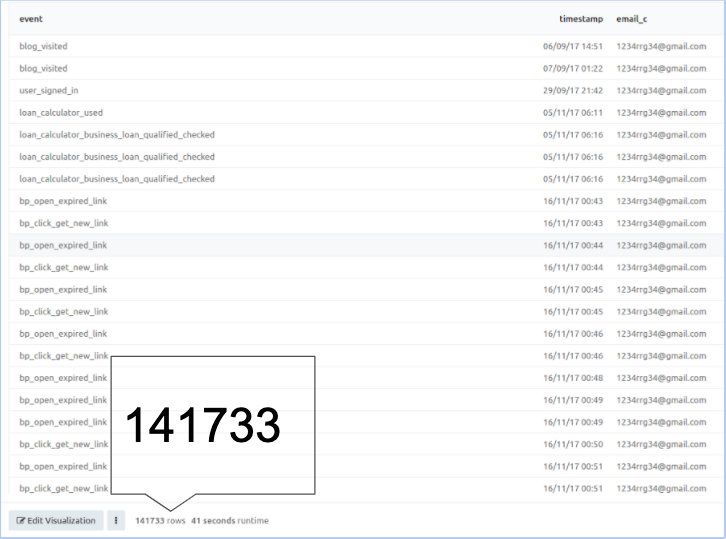 event timestamp email_c
blog_visited 06/09/17 14:51 1234rrg34@gmail.com
blog_visited 07/09/17 01:22 1234rrg34@gmail.com
user_signed_in 29/09/17 21:42 1234rrg34@gmail.com
loan_calculator_used 05/11/17 06:11 1234rrg34@gmail.com
loan_calculator_business_loan_qualified_checked 05/11/17 06:16 1234rrg34@gmail.com
loan_calculator_business_loan_qualified_checked 05/11/17 06:16 1234rrg34@gmail.com
loan_calculator_business_loan_qualified_checked 05/11/17 06:16 1234rrg34@gmail.com
bp_open_expired_link 16/11/17 00:43 1234rrg34@gmail.com
bp_click_get_new_link 16/11/17 00:43 1234rrg34@gmail.com
bp_open_expired_link 16/11/17 00:44 1234rrg34@gmail.com
bp_click_get_new_link 16/11/17 00:44 1234rrg34@gmail.com
bp_open_expired_link 16/11/17 00:45 1234rrg34@gmail.com
bp_click_get_new_link 16/11/17 00:45 1234rrg34@gmail.com
bp_open_expired_link 16/11/17 00:46 1234rrg34@gmail.com
bp_click_get_new_link 16/11/17 00:46 1234rrg34@gmail.com
bp_open_expired_link 16/11/17 00:48 1234rrg34@gmail.com
bp_open_expired_link 16/11/17 00:49 1234rrg34@gmail.com
bp_open_expired_link 16/11/17 00:49 1234rrg34@gmail.com
bp_click_get_new_link 16/11/17 00:50 1234rrg34@gmail.com
bp_open_expired_link 16/11/17 00:51 1234rrg34@gmail.com
bp_click_get_new_link 16/11/17 00:51 1234rrg34@gmail.com
141733
Edit Visualization 141733 rows 41 seconds runtime